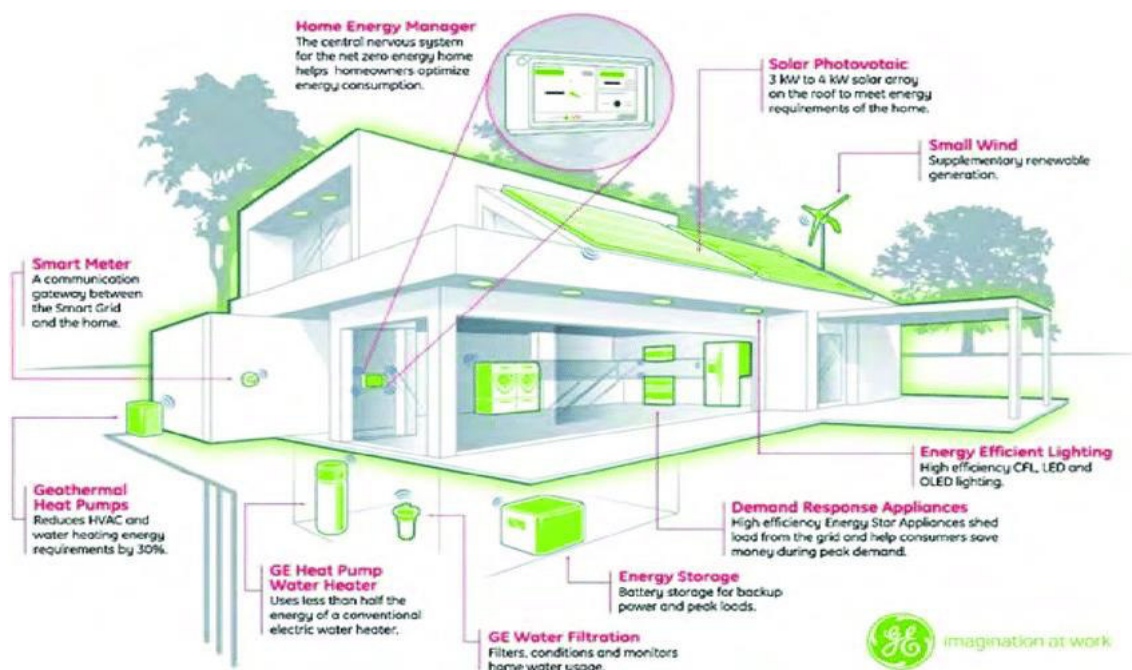 Home Energy Manager
The central nervous system
for the net zero energy home
helps homeowners optimize
energy consumption.
Solar Photovotaic
3 kW to 4 kW solar array
on the roof to meet energy
requirements of the home.
Small Wind
Supplementary renewable
generation.
Smart Meter
A communication
gateway between
the Smart Grid
and the home.
Geothermal
Heat Pumps
Reduces HVAC and
water heating energy
requirements by 30%.
GE Heat Pump
Water Heater
Uses less than half the
energy of a conventional
electric water heater.
GE Water Filtration
Filters, conditions and monitors
home water usage.
Energy Storage
Battery storage for backup
power and peak loads.
Demand Response Appliances
High efficiency Energy Star Appliances shed
load from the grid and help consumers save
money during peak demand.
Energy Efficient Lighting
High efficiency CFL, LED and
OLED lighting.
GE imagination at work